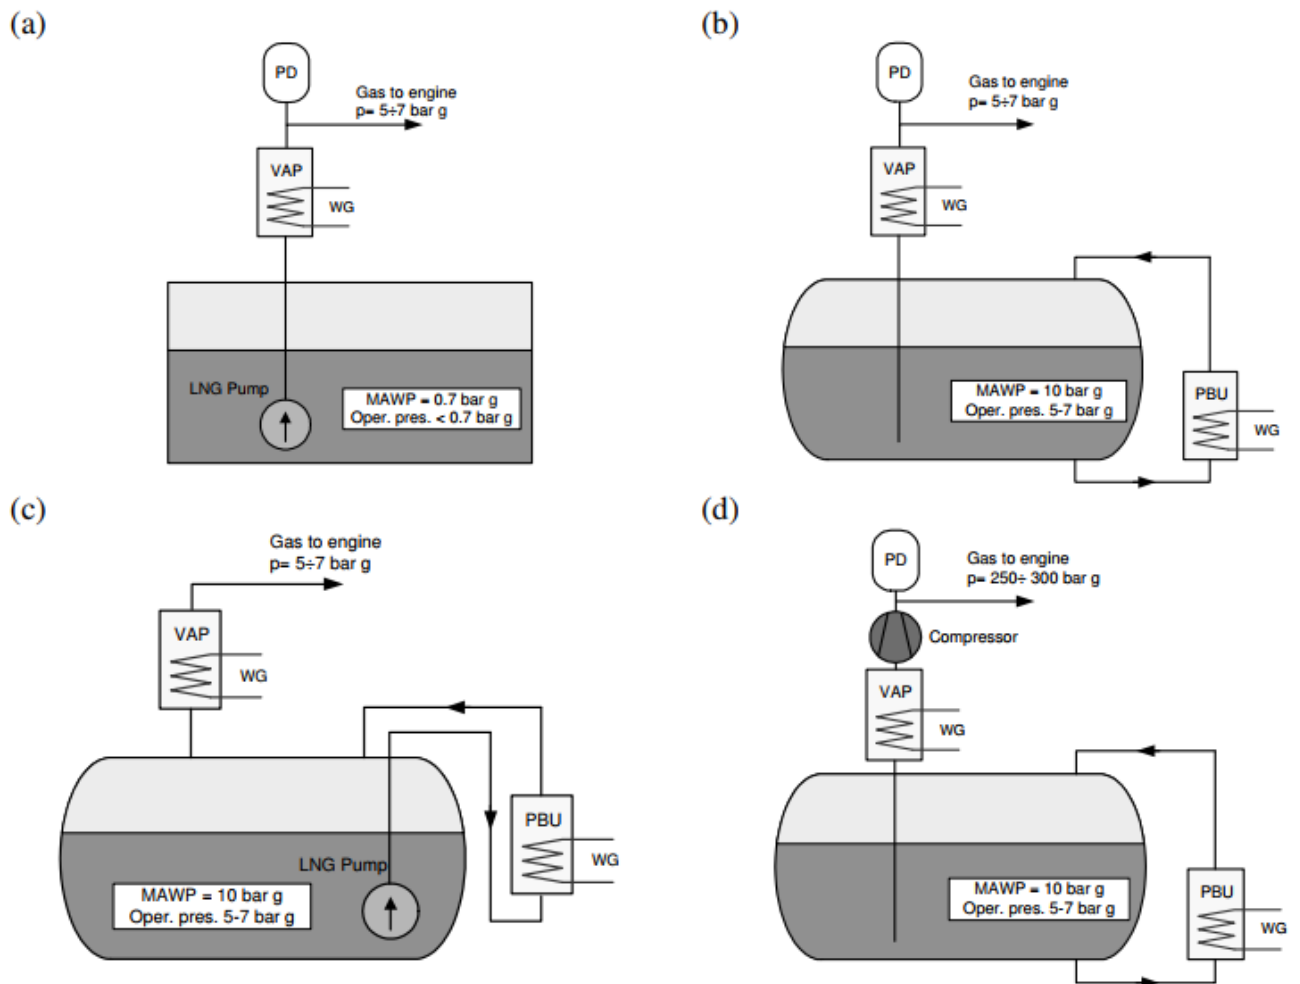 (a)
PD
Gas to engine
p= 5÷7 bar g
VAP
WG
LNG Pump
MAWP = 0.7 bar g
Oper. pres. < 0.7 bar g
(b)
PD
Gas to engine
p= 5÷7 bar g
VAP
WG
MAWP = 10 bar g
Oper. pres. 5-7 bar g
PBU
WG
(c)
Gas to engine
p= 5÷7 bar g
VAP
WG
PBU
WG
LNG Pump
MAWP = 10 bar g
Oper. pres. 5-7 bar g
(d)
PD
Gas to engine
p= 250÷ 300 bar g
Compressor
VAP
WG
MAWP = 10 bar g
Oper. pres. 5-7 bar g
PBU
WG